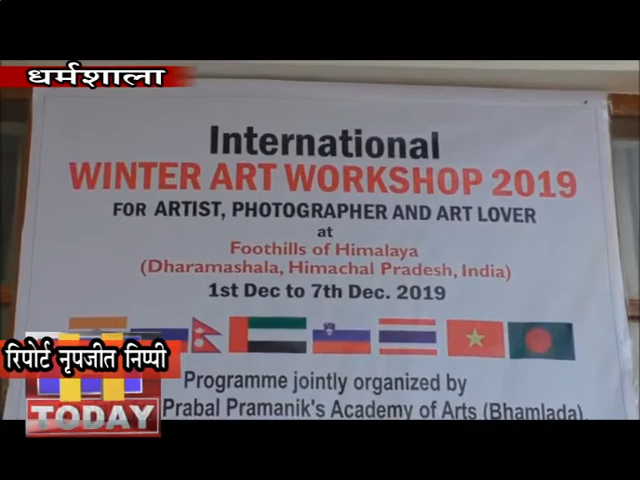 धर्मशाला
International
WINTER ART WORKSHOP 2019
FOR ARTIST, PHOTOGRAPHER AND ART LOVER
at
Foothills of Himalaya
(Dharamashala, Himachal Pradesh, India)
1st Dec to 7th Dec. 2019
रिपोर्ट नृपजीत निप्पी
Programme jointly organized by
Prabal Pramanik's Academy of Arts (Bhamlada)
TODAY